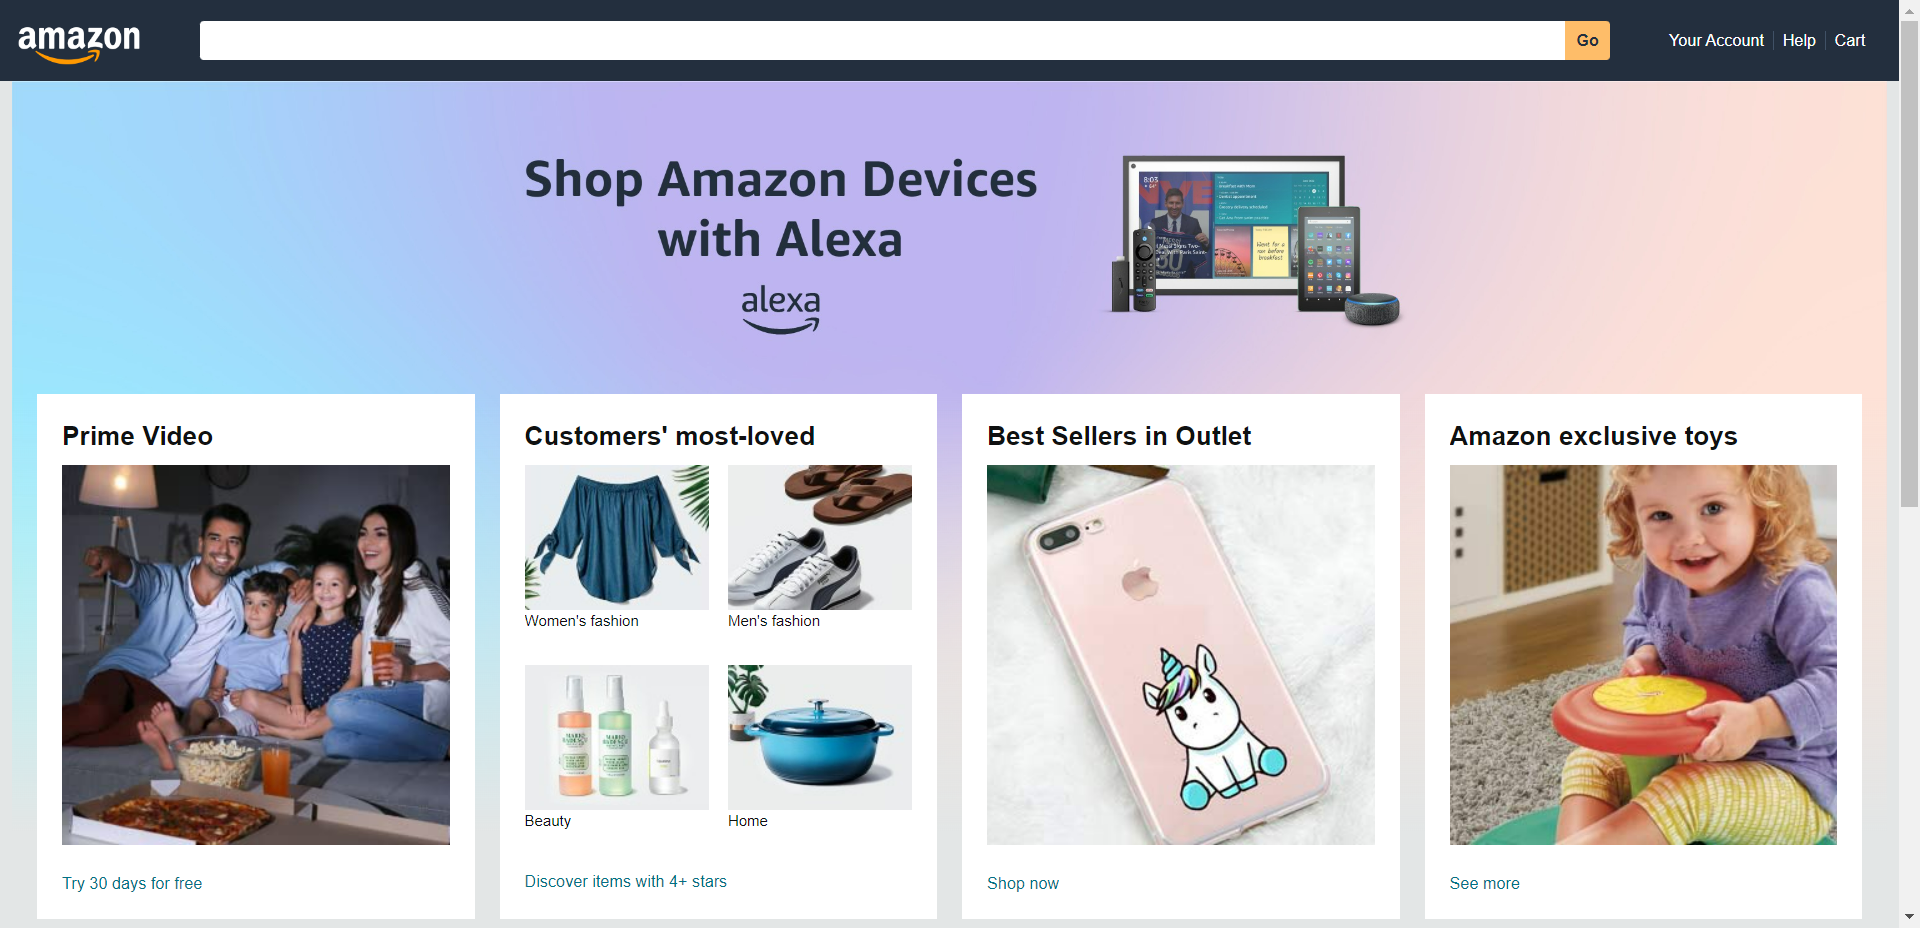 amazon
Go
Your Account
Help
Cart
Shop Amazon Devices
with Alexa
alexa
8:03
Prime Video
Customers' most-loved
Best Sellers in Outlet
Amazon exclusive toys
Women's fashion
Men's fashion
Beauty
Home
Try 30 days for free
Discover items with 4+ stars
Shop now
See more